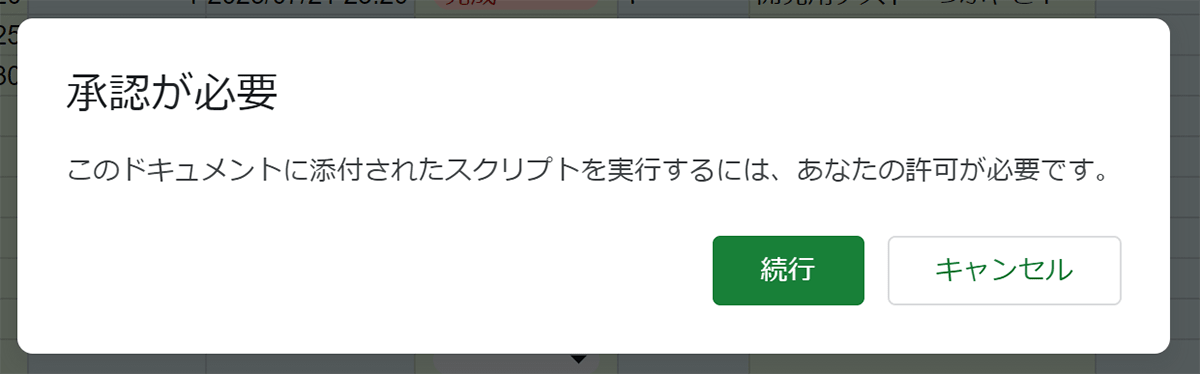 承認が必要
このドキュメントに添付されたスクリプトを実行するには、あなたの許可が必要です。
続行
キャンセル